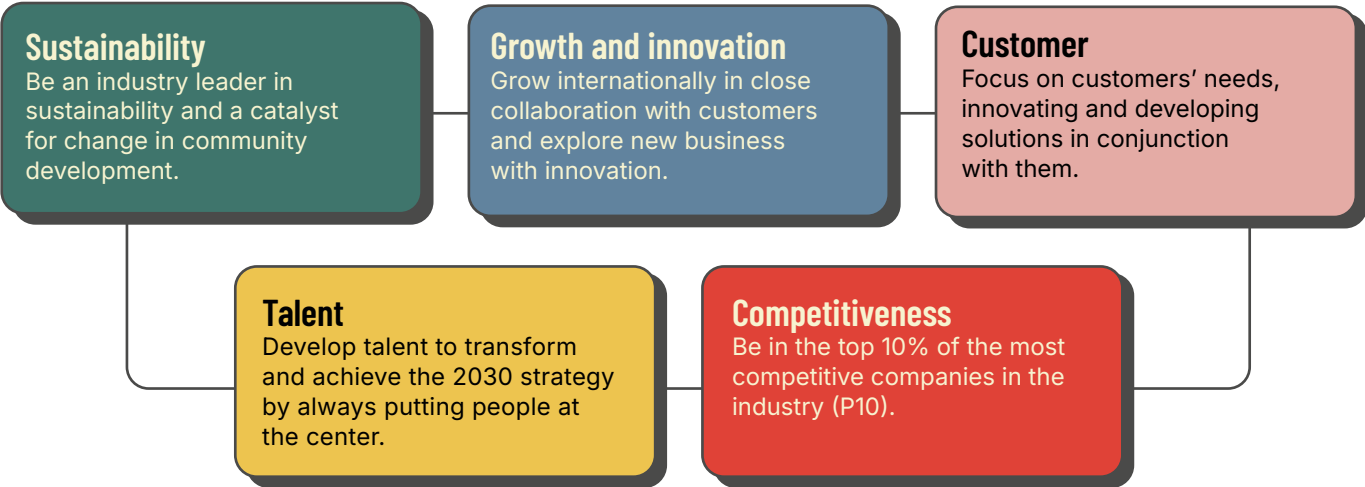 Sustainability
Be an industry leader in
sustainability and a catalyst
for change in community
development.
Growth and innovation
Grow internationally in close
collaboration with customers
and explore new business
with innovation.
Customer
Focus on customers’ needs,
innovating and developing
solutions in conjunction
with them.
Talent
Develop talent to transform
and achieve the 2030 strategy
by always putting people at
the center.
Competitiveness
Be in the top 10% of the most
competitive companies in the
industry (P10).